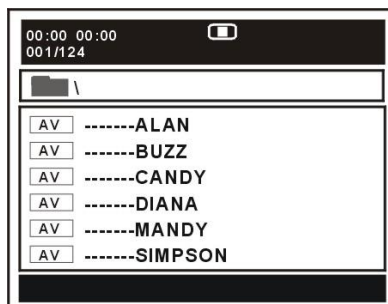 00:00 00:00
001/124
\
AV -------ALAN
AV -------BUZZ
AV -------CANDY
AV -------DIANA
AV -------MANDY
AV -------SIMPSON